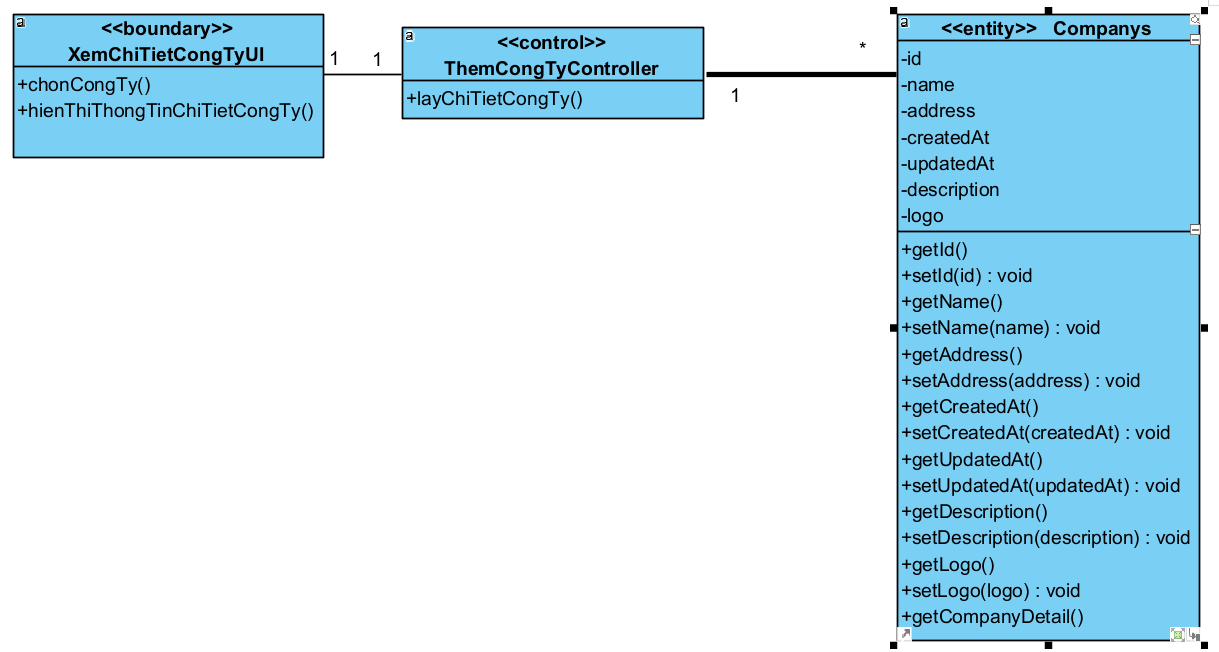 a
<<boundary>>
XemChiTietCongTyUI
+chonCongTy()
+hienThiThongTinChiTietCongTy()
1
1
a
<<control>>
ThemCongTyController
+layChiTietCongTy()
1
*
a
<<entity>> Companys
-id
-name
-address
-createdAt
-updatedAt
-description
-logo
+getId()
+setId(id) : void
+getName()
+setName(name) : void
+getAddress()
+setAddress(address) : void
+getCreatedAt()
+setCreatedAt(createdAt) : void
+getUpdatedAt()
+setUpdatedAt(updatedAt) : void
+getDescription()
+setDescription(description) : void
+getLogo()
+setLogo(logo) : void
+getCompanyDetail()